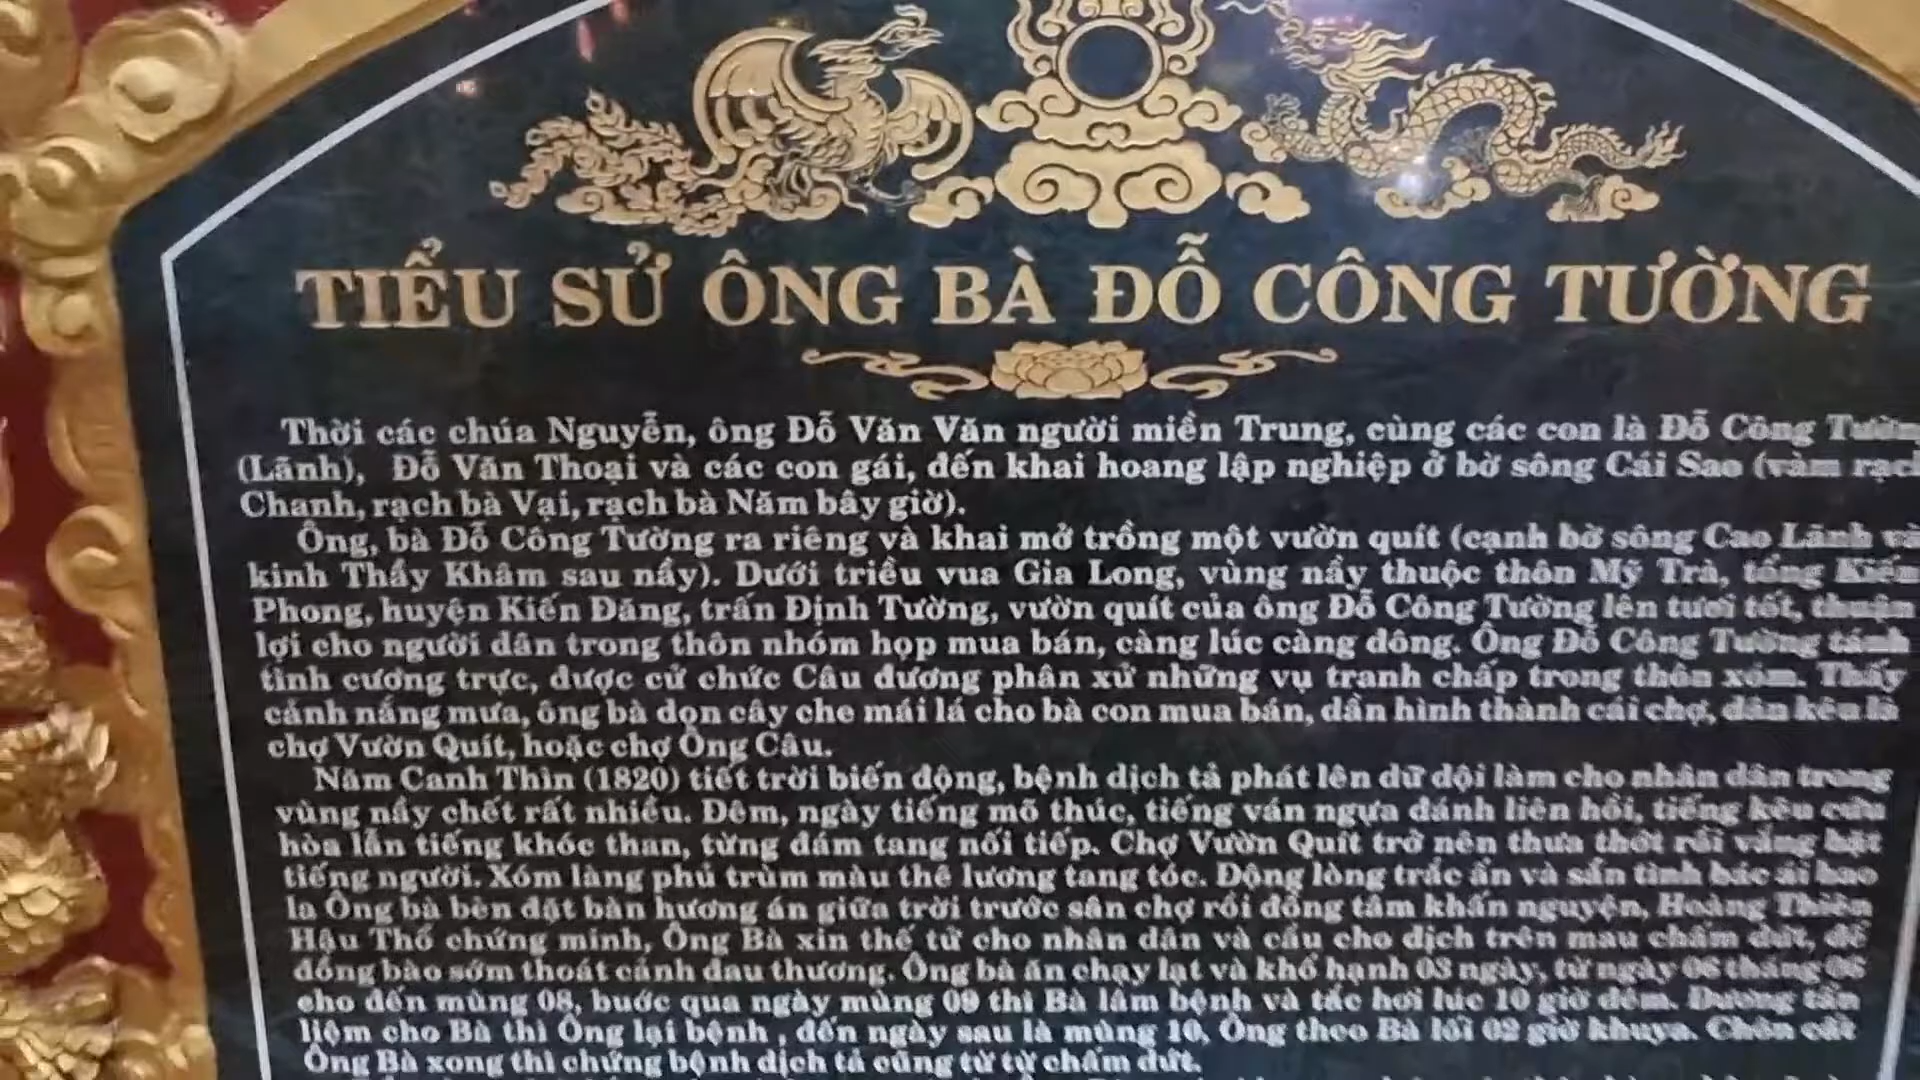 TIỂU SỬ ÔNG BÀ ĐỖ CÔNG TƯỜNG
Thời các chúa Nguyễn, ông Đỗ Văn Văn người miền Trung, cùng các con là Đỗ Công Tường
(Lãnh), Đỗ Văn Thoại và các con gái, đến khai hoang lập nghiệp ở bờ sông Cái Sao (vàm rạch
Chanh, rạch bà Vại, rạch bà Năm bây giờ).
Ông, bà Đỗ Công Tường ra riêng và khai mở trồng một vườn quít (cạnh bờ sông Cao Lãnh và
kinh Thầy Khâm sau nầy). Dưới triều vua Gia Long, vùng nầy thuộc thôn Mỹ Trà, tổng Kiến
Phong, huyện Kiến Đăng, trấn Định Tường, vườn quít của ông Đỗ Công Tường lên tươi tốt, thuận
lợi cho người dân trong thôn nhóm họp mua bán, càng lúc càng đông. Ông Đỗ Công Tường tánh
tình cương trực, được cử chức Câu đương phân xử những vụ tranh chấp trong thôn xóm. Thấy
cảnh nắng mưa, ông bà dọn cây che mái lá cho bà con mua bán, dần hình thành cái chợ, dân kêu là
chợ Vườn Quít, hoặc chợ Ông Câu.
Năm Canh Thìn (1820) tiết trời biến động, bệnh dịch tả phát lên dữ dội làm cho nhân dân trong
vùng nầy chết rất nhiều. Đêm, ngày tiếng mõ thúc, tiếng ván ngựa đánh liên hồi, tiếng kêu cứu
hòa lẫn tiếng khóc than, từng đám tang nối tiếp. Chợ Vườn Quít trở nên thưa thớt rồi vắng bặt
tiếng người. Xóm làng phủ trùm màu thê lương tang tóc. Động lòng trắc ẩn và sẵn tình bác ái bao
la Ông bà bèn đặt bàn hương án giữa trời trước sân chợ rồi đồng tâm khấn nguyện, Hoàng Thiên
Hậu Thổ chứng minh, Ông Bà xin thế tử cho nhân dân và cầu cho dịch trên mau chấm dứt, để
đồng bào sớm thoát cảnh đau thương. Ông bà ăn chay lạt và khổ hạnh 03 ngày, từ ngày 06 tháng 06
cho đến mùng 08, bước qua ngày mùng 09 thì Bà lâm bệnh và tắc hơi lúc 10 giờ đêm. Đương tẩn
liệm cho Bà thì Ông lại bệnh , đến ngày sau là mùng 10, Ông theo Bà lối 02 giờ khuya. Chôn cất
Ông Bà xong thì chứng bệnh dịch tả cũng từ từ chấm dứt.